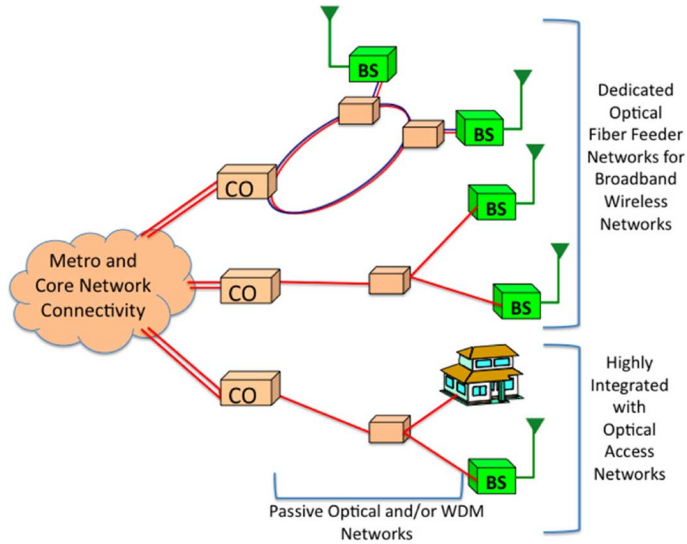 BS
BS
Dedicated
Optical
Fiber Feeder
Networks for
Broadband
Wireless
Networks
CO
BS
Metro and
Core Network
Connectivity
CO
BS
Highly
Integrated
with
Optical
Access
Networks
CO
BS
Passive Optical and/or WDM
Networks